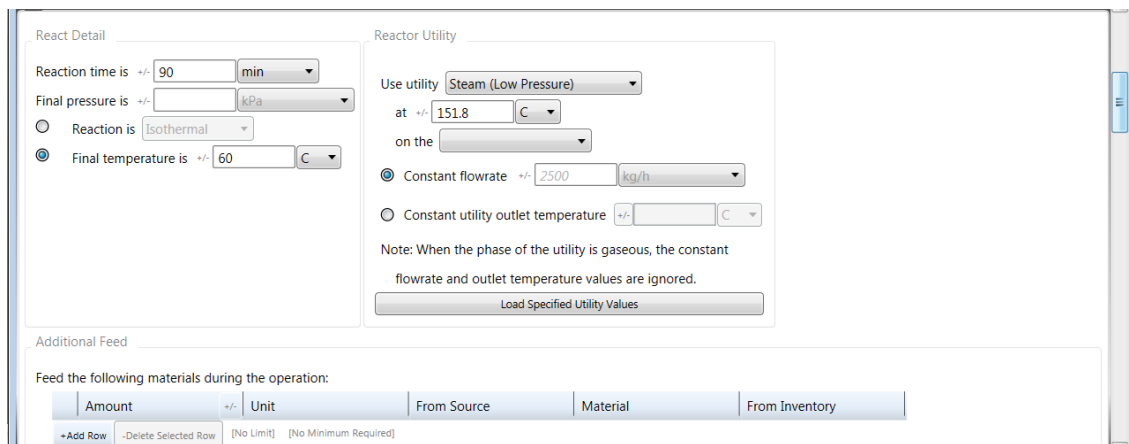 React Detail
Reaction time is +/- 90 min
Final pressure is +/- kPa
Reaction is Isothermal
Final temperature is +/- 60 C
Reactor Utility
Use utility Steam (Low Pressure)
at +/- 151.8 C
on the
Constant flowrate +/- 2500 kg/h
Constant utility outlet temperature +/- C
Note: When the phase of the utility is gaseous, the constant
flowrate and outlet temperature values are ignored.
Load Specified Utility Values
Additional Feed
Feed the following materials during the operation:
Amount +/- Unit From Source Material From Inventory
+Add Row -Delete Selected Row [No Limit] [No Minimum Required]